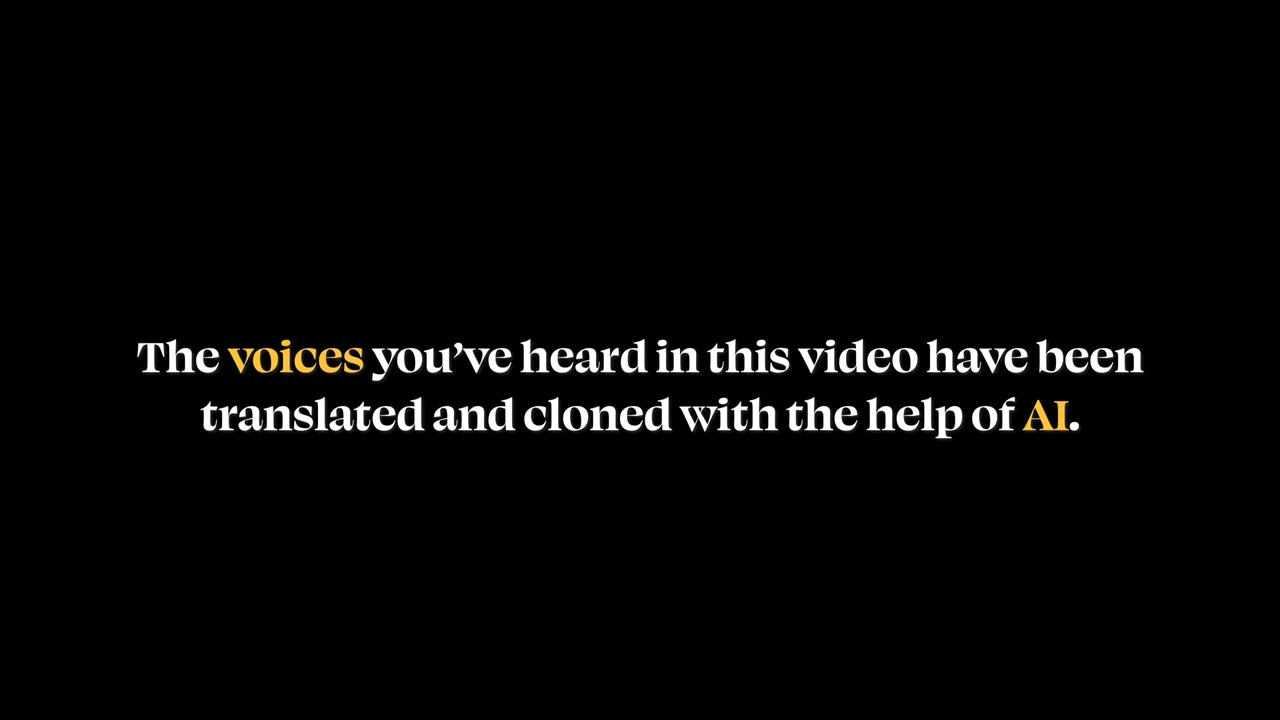 The voices you’ve heard in this video have been
translated and cloned with the help of AI.